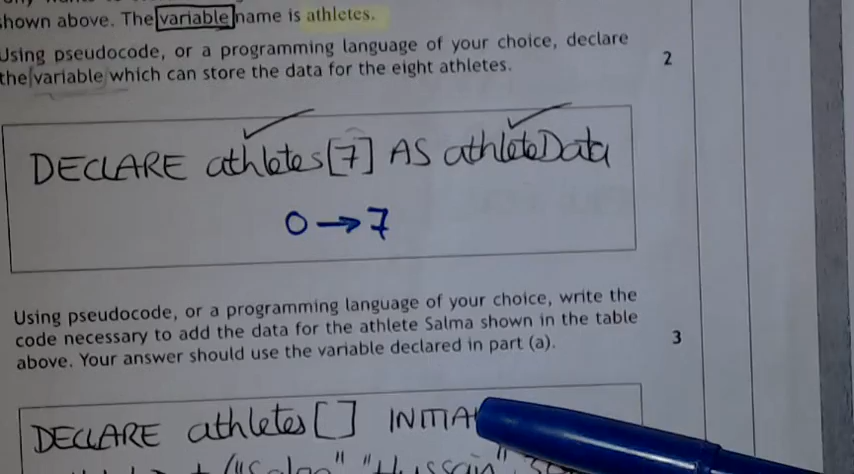 shown above. The variable name is athletes.
Using pseudocode, or a programming language of your choice, declare
the variable which can store the data for the eight athletes.
2
DECLARE athletes[7] AS athleteData
0→7
Using pseudocode, or a programming language of your choice, write the
code necessary to add the data for the athlete Salma shown in the table
above. Your answer should use the variable declared in part (a).
3
DECLARE athletes[]
"Hussain"